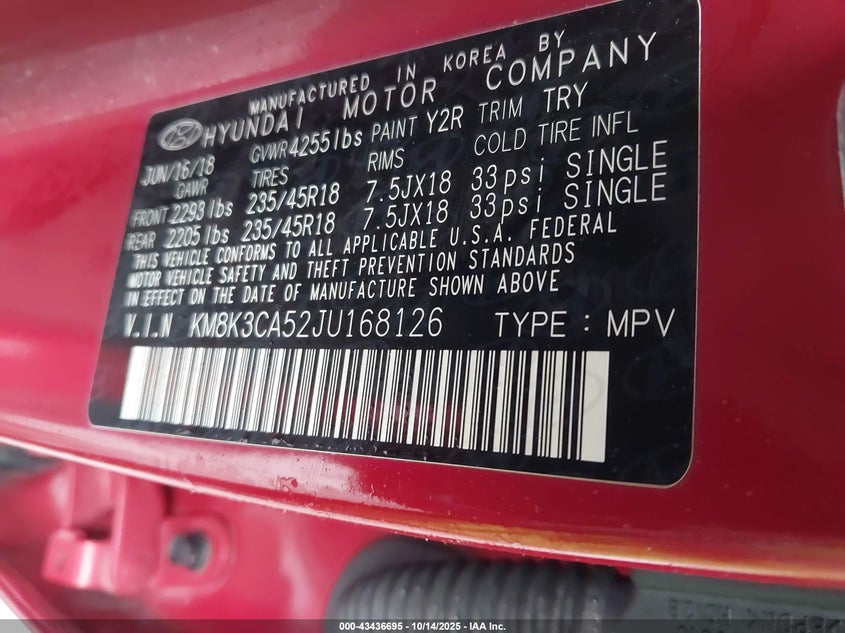 MANUFACTURED IN KOREA BY
HYUNDAI MOTOR COMPANY
JUN/16/18 GVWR 4255lbs PAINT Y2R TRIM TRY
GAWR TIRES RIMS COLD TIRE INFL
FRONT 2293 lbs 235/45R18 7.5JX18 33psi SINGLE
REAR 2205 lbs 235/45R18 7.5JX18 33psi SINGLE
THIS VEHICLE CONFORMS TO ALL APPLICABLE U.S.A. FEDERAL
MOTOR VEHICLE SAFETY AND THEFT PREVENTION STANDARDS
IN EFFECT ON THE DATE OF MANUFACTURE SHOWN ABOVE
V.I.N KM8K3CA52JU168126 TYPE : MPV
000-43436695 - 10/14/2025 - IAA Inc.